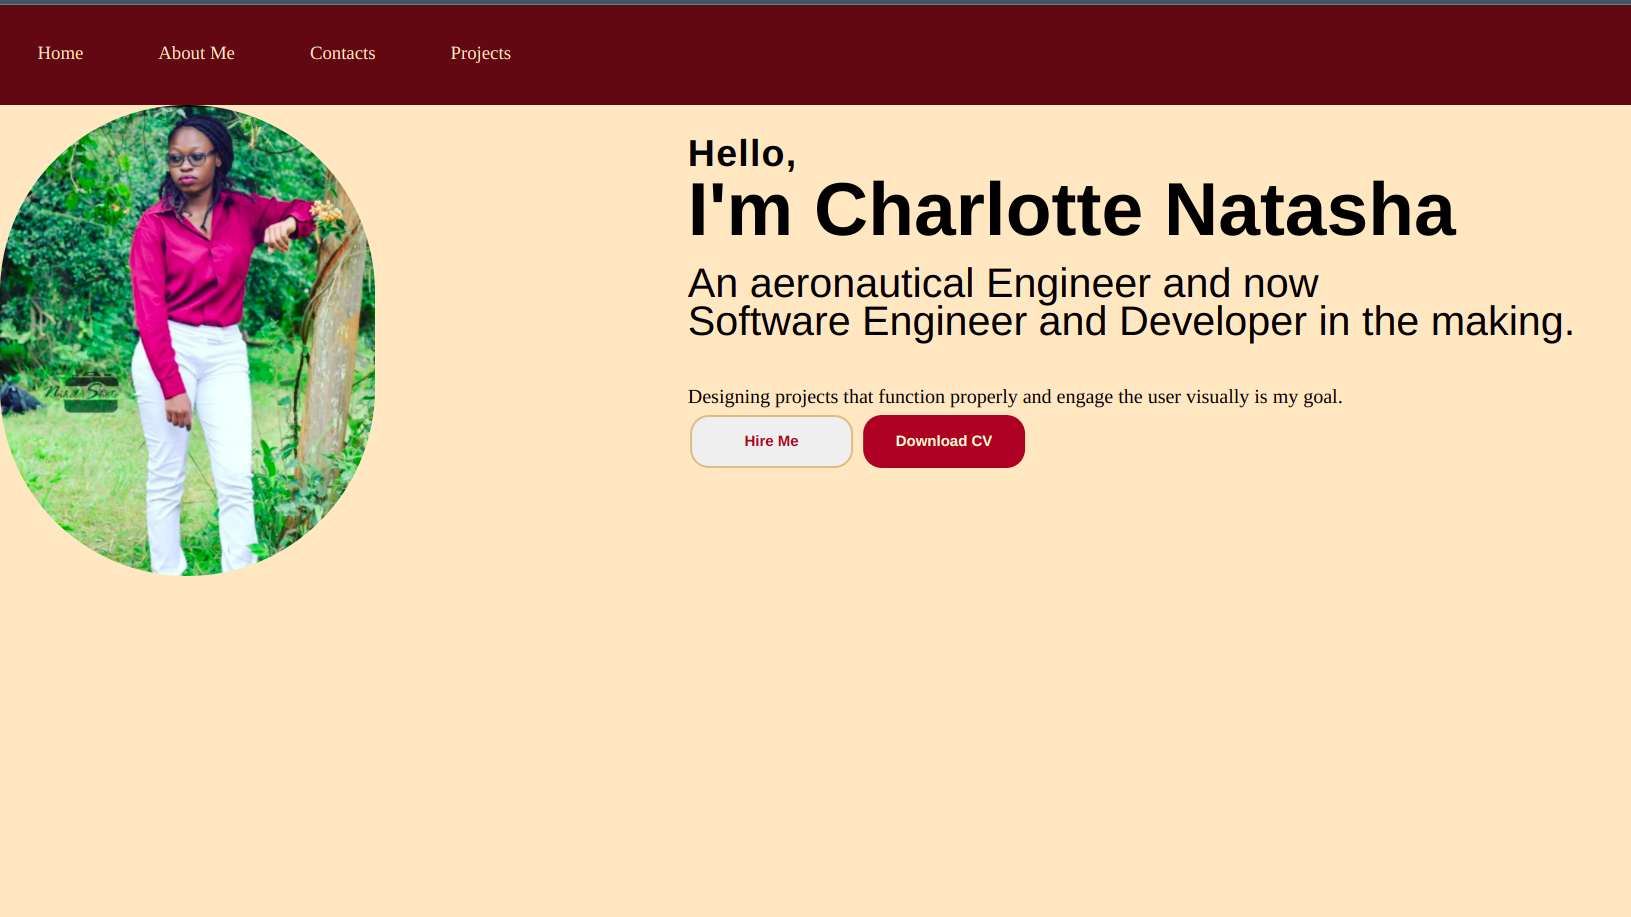 Home About Me Contacts Projects
Hello,
I'm Charlotte Natasha
An aeronautical Engineer and now
Software Engineer and Developer in the making.
Designing projects that function properly and engage the user visually is my goal.
Hire Me Download CV